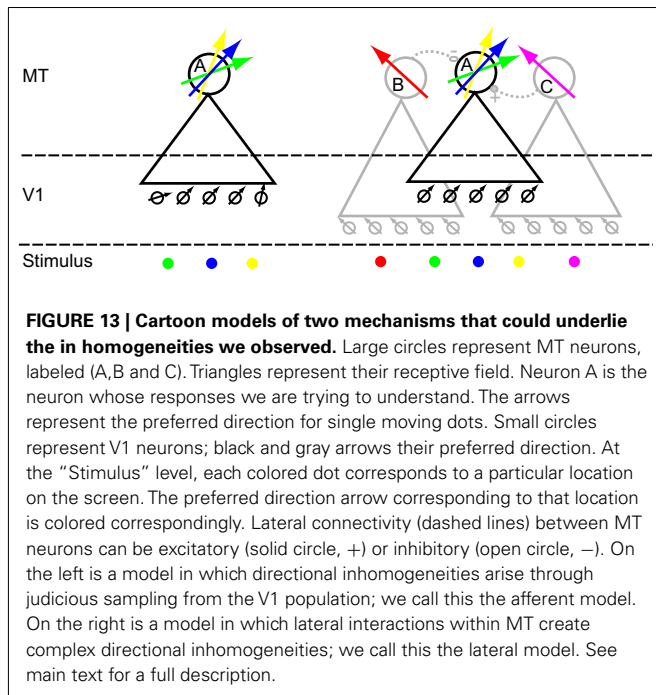 MT
A
B
A
C
−
+
V1
Stimulus
FIGURE 13 | Cartoon models of two mechanisms that could underlie
the in homogeneities we observed. Large circles represent MT neurons,
labeled (A,B and C). Triangles represent their receptive field. Neuron A is the
neuron whose responses we are trying to understand. The arrows
represent the preferred direction for single moving dots. Small circles
represent V1 neurons; black and gray arrows their preferred direction. At
the “Stimulus” level, each colored dot corresponds to a particular location
on the screen. The preferred direction arrow corresponding to that location
is colored correspondingly. Lateral connectivity (dashed lines) between MT
neurons can be excitatory (solid circle, +) or inhibitory (open circle, −). On
the left is a model in which directional inhomogeneities arise through
judicious sampling from the V1 population; we call this the afferent model.
On the right is a model in which lateral interactions within MT create
complex directional inhomogeneities; we call this the lateral model. See
main text for a full description.